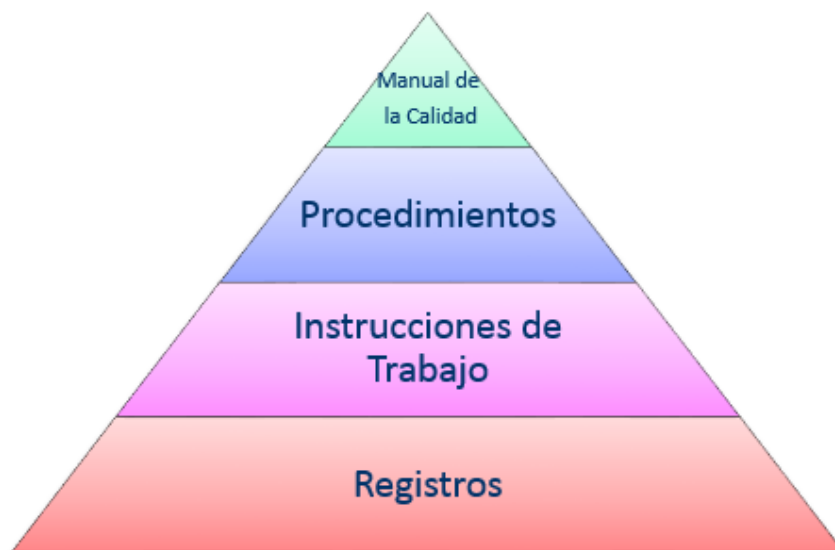 Manual de
la Calidad
Procedimientos
Instrucciones de
Trabajo
Registros